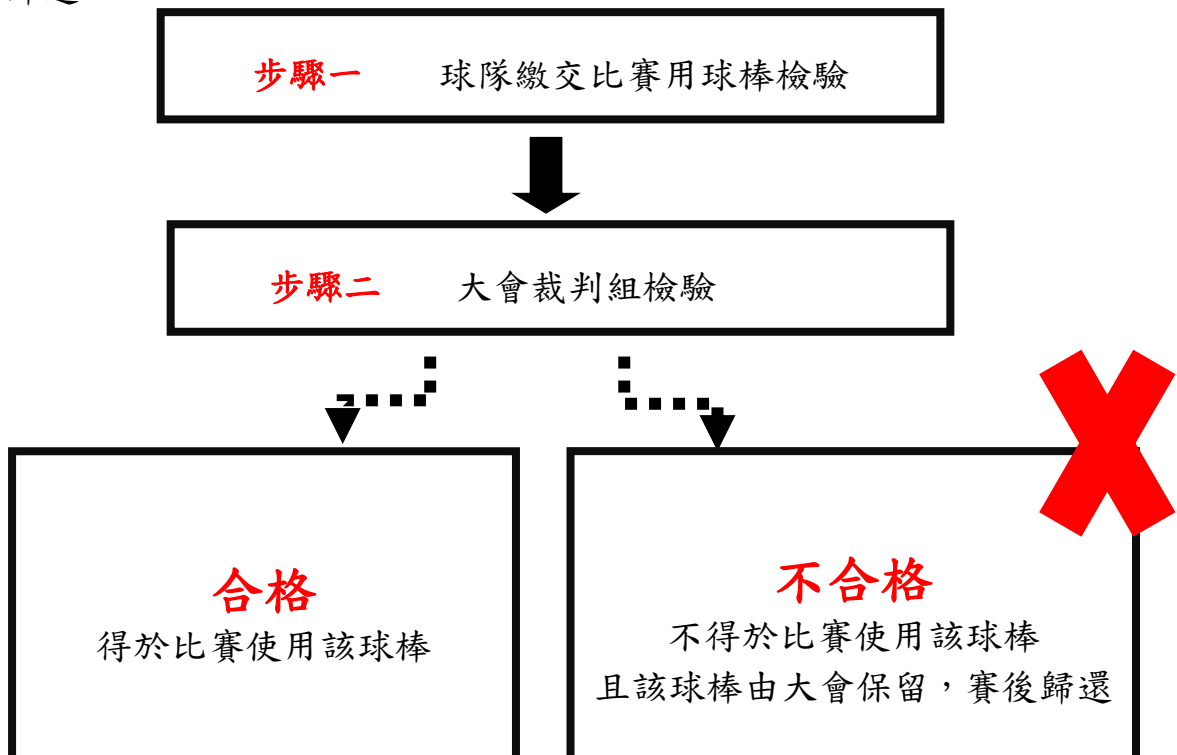 步驟一 球隊繳交比賽用球棒檢驗
步驟二 大會裁判組檢驗
合格
得於比賽使用該球棒
不合格
不得於比賽使用該球棒
且該球棒由大會保留，賽後歸還